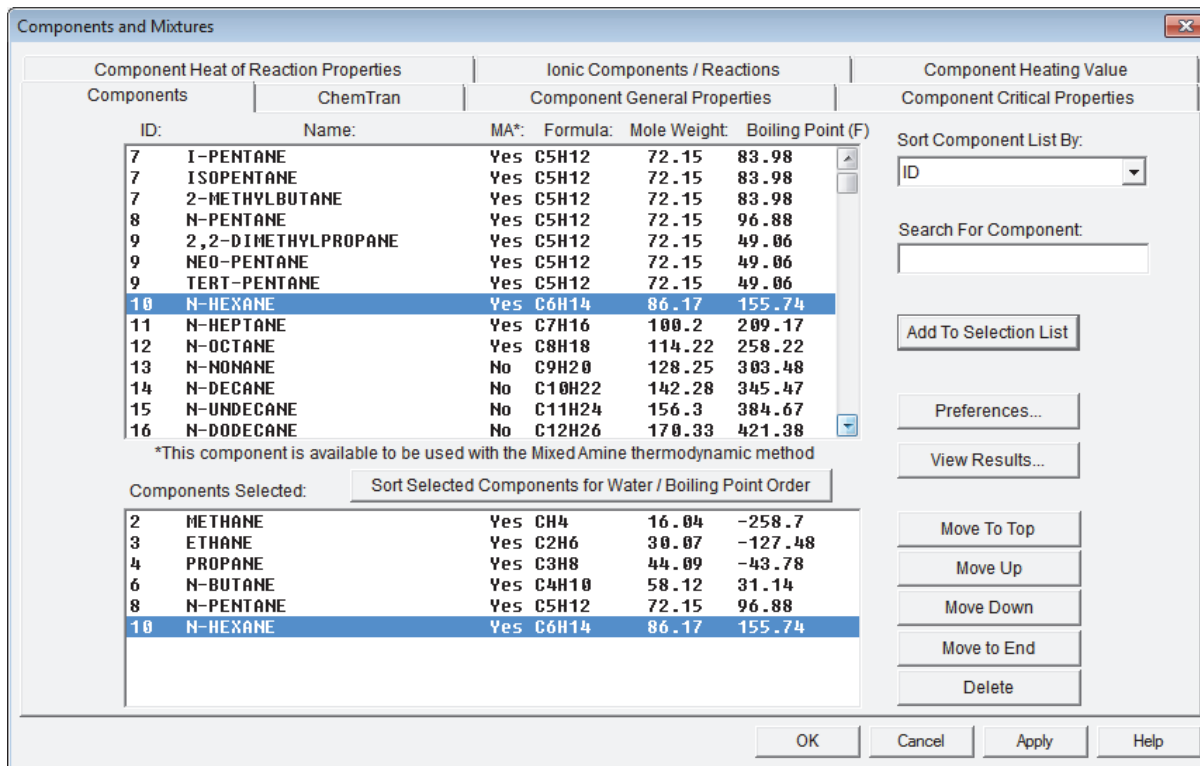 Components and Mixtures
Component Heat of Reaction Properties Ionic Components / Reactions Component Heating Value
Components ChemTran Component General Properties Component Critical Properties
ID: Name: MA*: Formula: Mole Weight: Boiling Point (F)
7 I-PENTANE Yes C5H12 72.15 83.98
7 ISOPENTANE Yes C5H12 72.15 83.98
7 2-METHYLBUTANE Yes C5H12 72.15 83.98
8 N-PENTANE Yes C5H12 72.15 96.88
9 2,2-DIMETHYLPROPANE Yes C5H12 72.15 49.06
9 NEO-PENTANE Yes C5H12 72.15 49.06
9 TERT-PENTANE Yes C5H12 72.15 49.06
10 N-HEXANE Yes C6H14 86.17 155.74
11 N-HEPTANE Yes C7H16 100.2 209.17
12 N-OCTANE Yes C8H18 114.22 258.22
13 N-NONANE No C9H20 128.25 303.48
14 N-DECANE No C10H22 142.28 345.47
15 N-UNDECANE No C11H24 156.3 384.67
16 N-DODECANE No C12H26 170.33 421.38
*This component is available to be used with the Mixed Amine thermodynamic method
Sort Component List By:
ID
Search For Component:
Add To Selection List
Preferences...
View Results...
Components Selected: Sort Selected Components for Water / Boiling Point Order
2 METHANE Yes CH4 16.04 -258.7
3 ETHANE Yes C2H6 30.07 -127.48
4 PROPANE Yes C3H8 44.09 -43.78
6 N-BUTANE Yes C4H10 58.12 31.14
8 N-PENTANE Yes C5H12 72.15 96.88
10 N-HEXANE Yes C6H14 86.17 155.74
Move To Top
Move Up
Move Down
Move to End
Delete
OK Cancel Apply Help